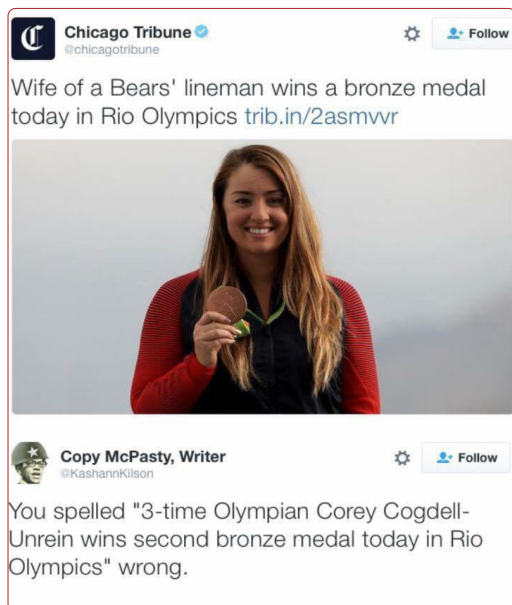 Chicago Tribune
@chicagotribune
Follow
Wife of a Bears' lineman wins a bronze medal
today in Rio Olympics trib.in/2asmvvr
Copy McPasty, Writer
@KashannKilson
Follow
You spelled "3-time Olympian Corey Cogdell-
Unrein wins second bronze medal today in Rio
Olympics" wrong.